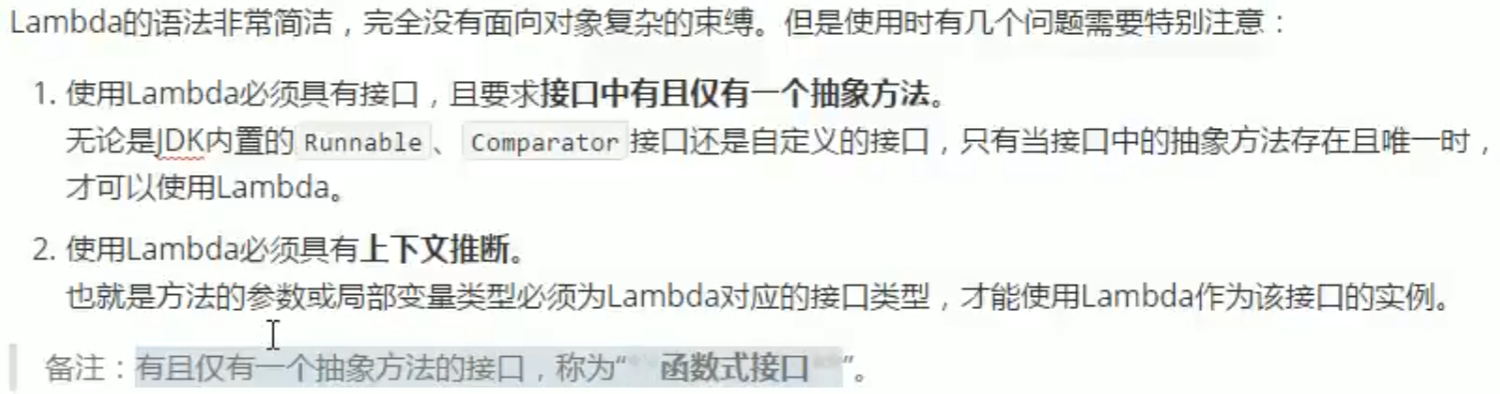 Lambda的语法非常简洁，完全没有面向对象复杂的束缚。但是使用时有几个问题需要特别注意：
1. 使用Lambda必须具有接口，且要求接口中有且仅有一个抽象方法。
无论是JDK内置的 Runnable 、 Comparator 接口还是自定义的接口，只有当接口中的抽象方法存在且唯一时，
才可以使用Lambda。
2. 使用Lambda必须具有上下文推断。
也就是方法的参数或局部变量类型必须为Lambda对应的接口类型，才能使用Lambda作为该接口的实例。
备注：有且仅有一个抽象方法的接口，称为“函数式接口”。